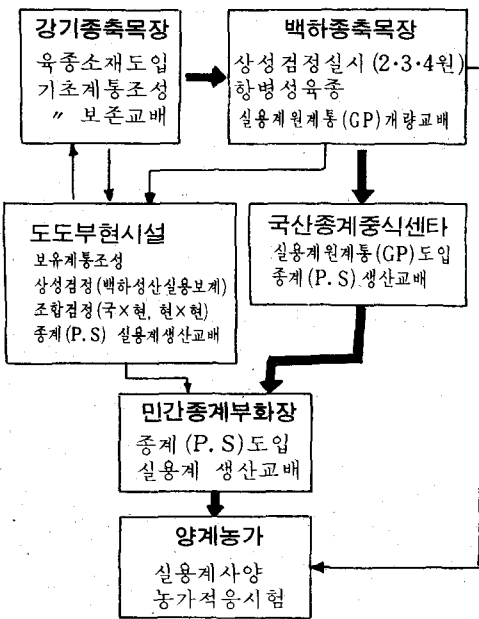 강기종축목장
육종소재도입
기초계통조성
〃 보존교배
백하종축목장
상성검정실시(2·3·4원)
항병성육종
실용계원계통(GP)개량교배
도도부현시설
보유계통조성
상성검정(백하성산실용보계)
조합검정(국×현, 현×현)
종계(P.S) 실용계생산교배
국산종계중식센타
실용계원계통(GP)도입
종계(P.S) 생산교배
민간종계부화장
종계(P.S)도입
실용계 생산교배
양계농가
실용계사양
농가적응시험